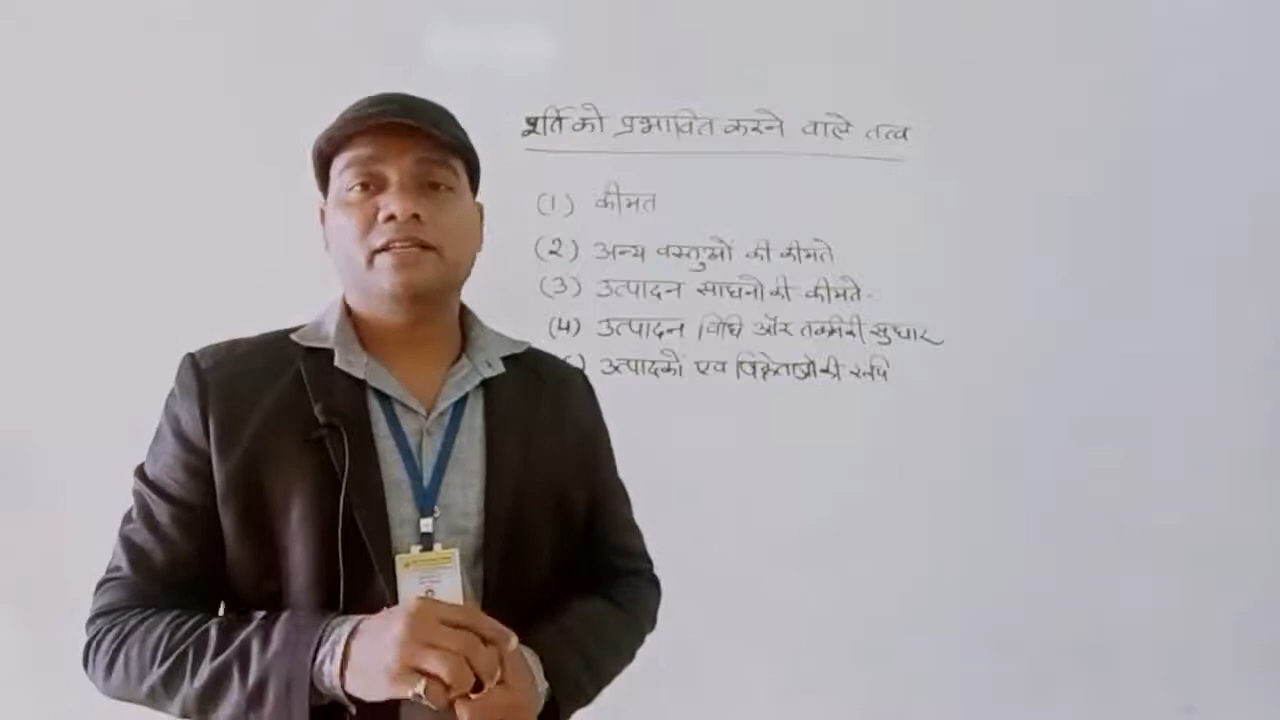 पूर्ति को प्रभावित करने वाले तत्व
(1) कीमत
(2) अन्य वस्तुओं की कीमते
(3) उत्पादन साधनो की कीमते
(4) उत्पादन विधि और तकनीकी सुधार
उत्पादकों एव विक्रेताओ की